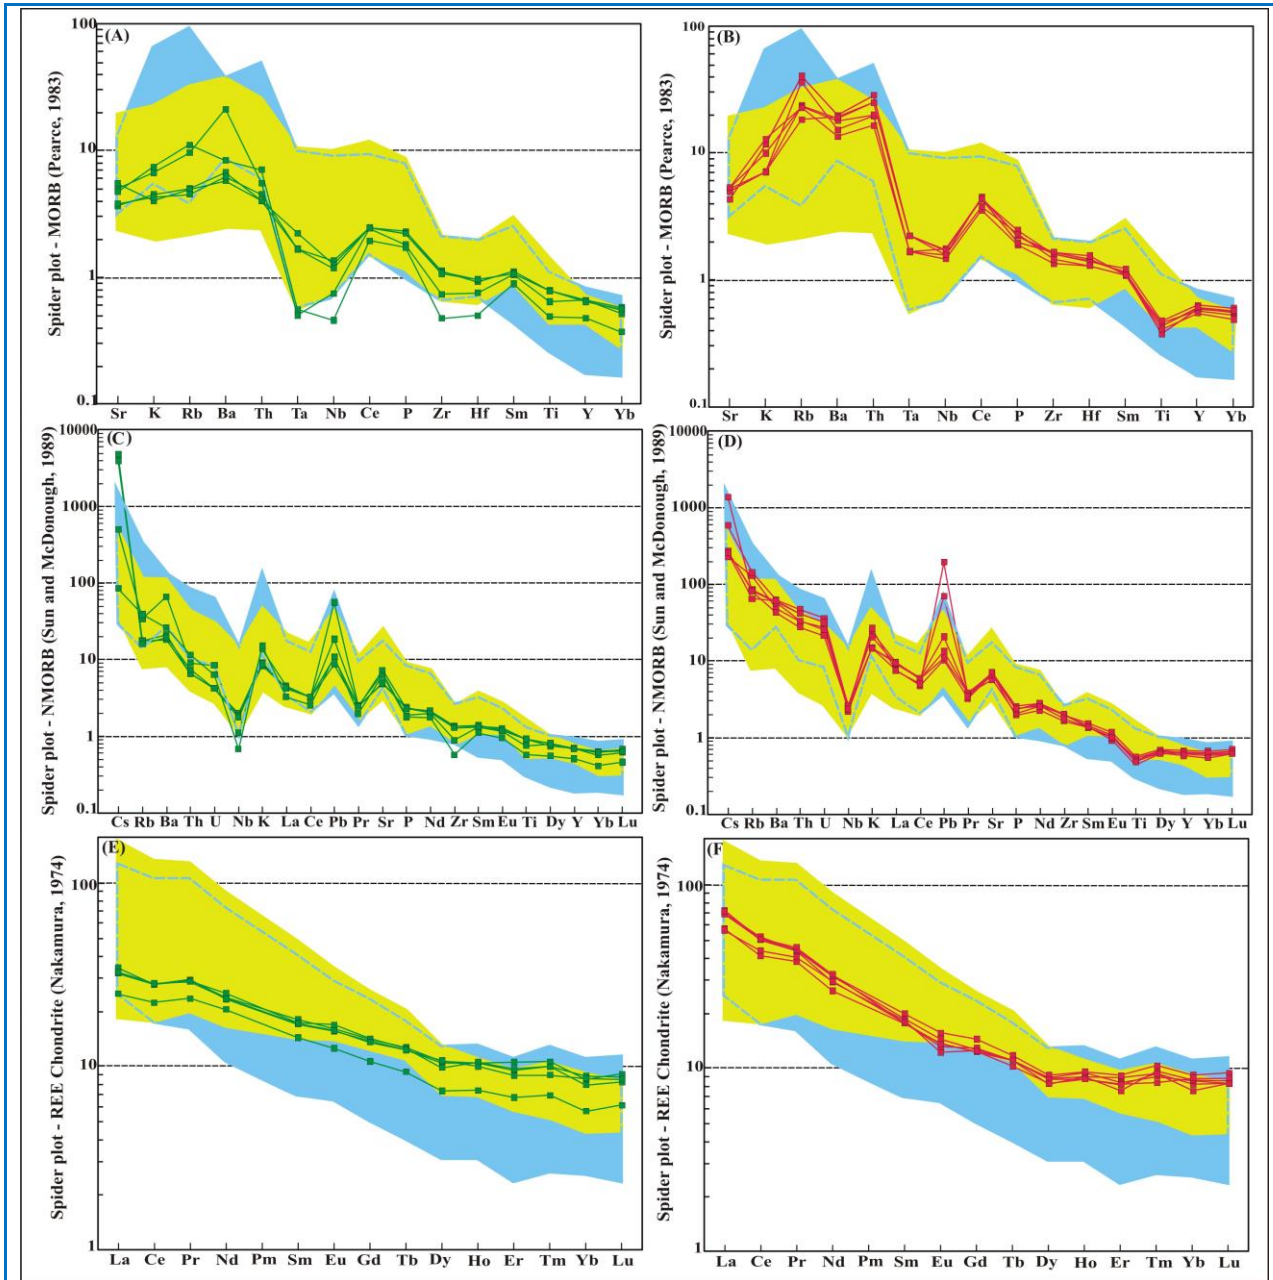 (A)
Spider plot - MORB (Pearce, 1983)
100
10
1
0.1
Sr K Rb Ba Th Ta Nb Ce P Zr Hf Sm Ti Y Yb
(B)
Spider plot - MORB (Pearce, 1983)
100
10
1
0.1
Sr K Rb Ba Th Ta Nb Ce P Zr Hf Sm Ti Y Yb
(C)
Spider plot - NMORB (Sun and McDonough, 1989)
10000
1000
100
10
1
0.1
Cs Rb Ba Th U Nb K La Ce Pb Pr Sr P Nd Zr Sm Eu Ti Dy Y Yb Lu
(D)
Spider plot - NMORB (Sun and McDonough, 1989)
10000
1000
100
10
1
0.1
Cs Rb Ba Th U Nb K La Ce Pb Pr Sr P Nd Zr Sm Eu Ti Dy Y Yb Lu
(E)
Spider plot - REE Chondrite (Nakamura, 1974)
100
10
1
La Ce Pr Nd Pm Sm Eu Gd Tb Dy Ho Er Tm Yb Lu
(F)
Spider plot - REE Chondrite (Nakamura, 1974)
100
10
1
La Ce Pr Nd Pm Sm Eu Gd Tb Dy Ho Er Tm Yb Lu